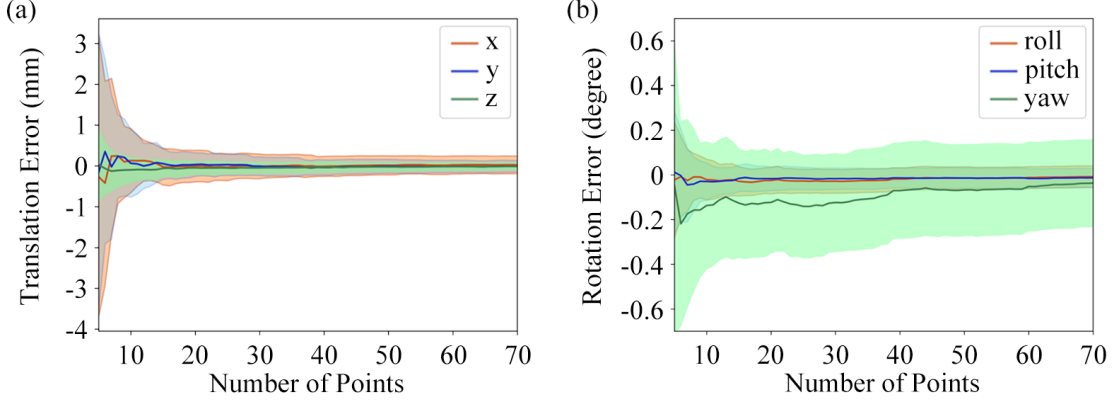 (a)
Translation Error (mm)
3
2
1
0
-1
-2
-3
-4
10 20 30 40 50 60 70
Number of Points
x
y
z
(b)
Rotation Error (degree)
0.6
0.4
0.2
0
-0.2
-0.4
-0.6
10 20 30 40 50 60 70
Number of Points
roll
pitch
yaw